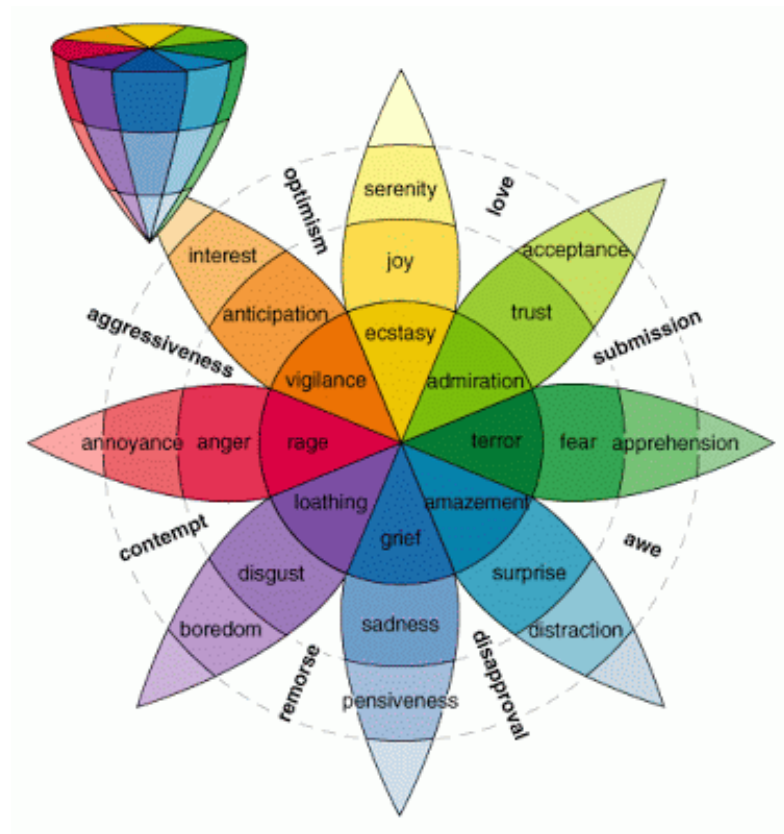 optimism
love
serenity
interest
acceptance
joy
anticipation
trust
aggressiveness
submission
ecstasy
vigilance
admiration
annoyance
anger
rage
terror
fear
apprehension
loathing
amazement
contempt
grief
awe
disgust
surprise
boredom
sadness
distraction
remorse
disapproval
pensiveness